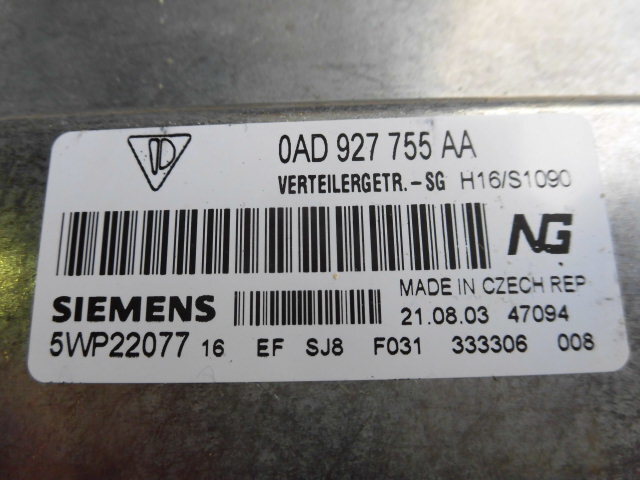 ID 0AD 927 755 AA
VERTEILERGETR.-SG H16/S1090
NG
MADE IN CZECH REP
SIEMENS 21.08.03 47094
5WP22077 16 EF SJ8 F031 333306 008